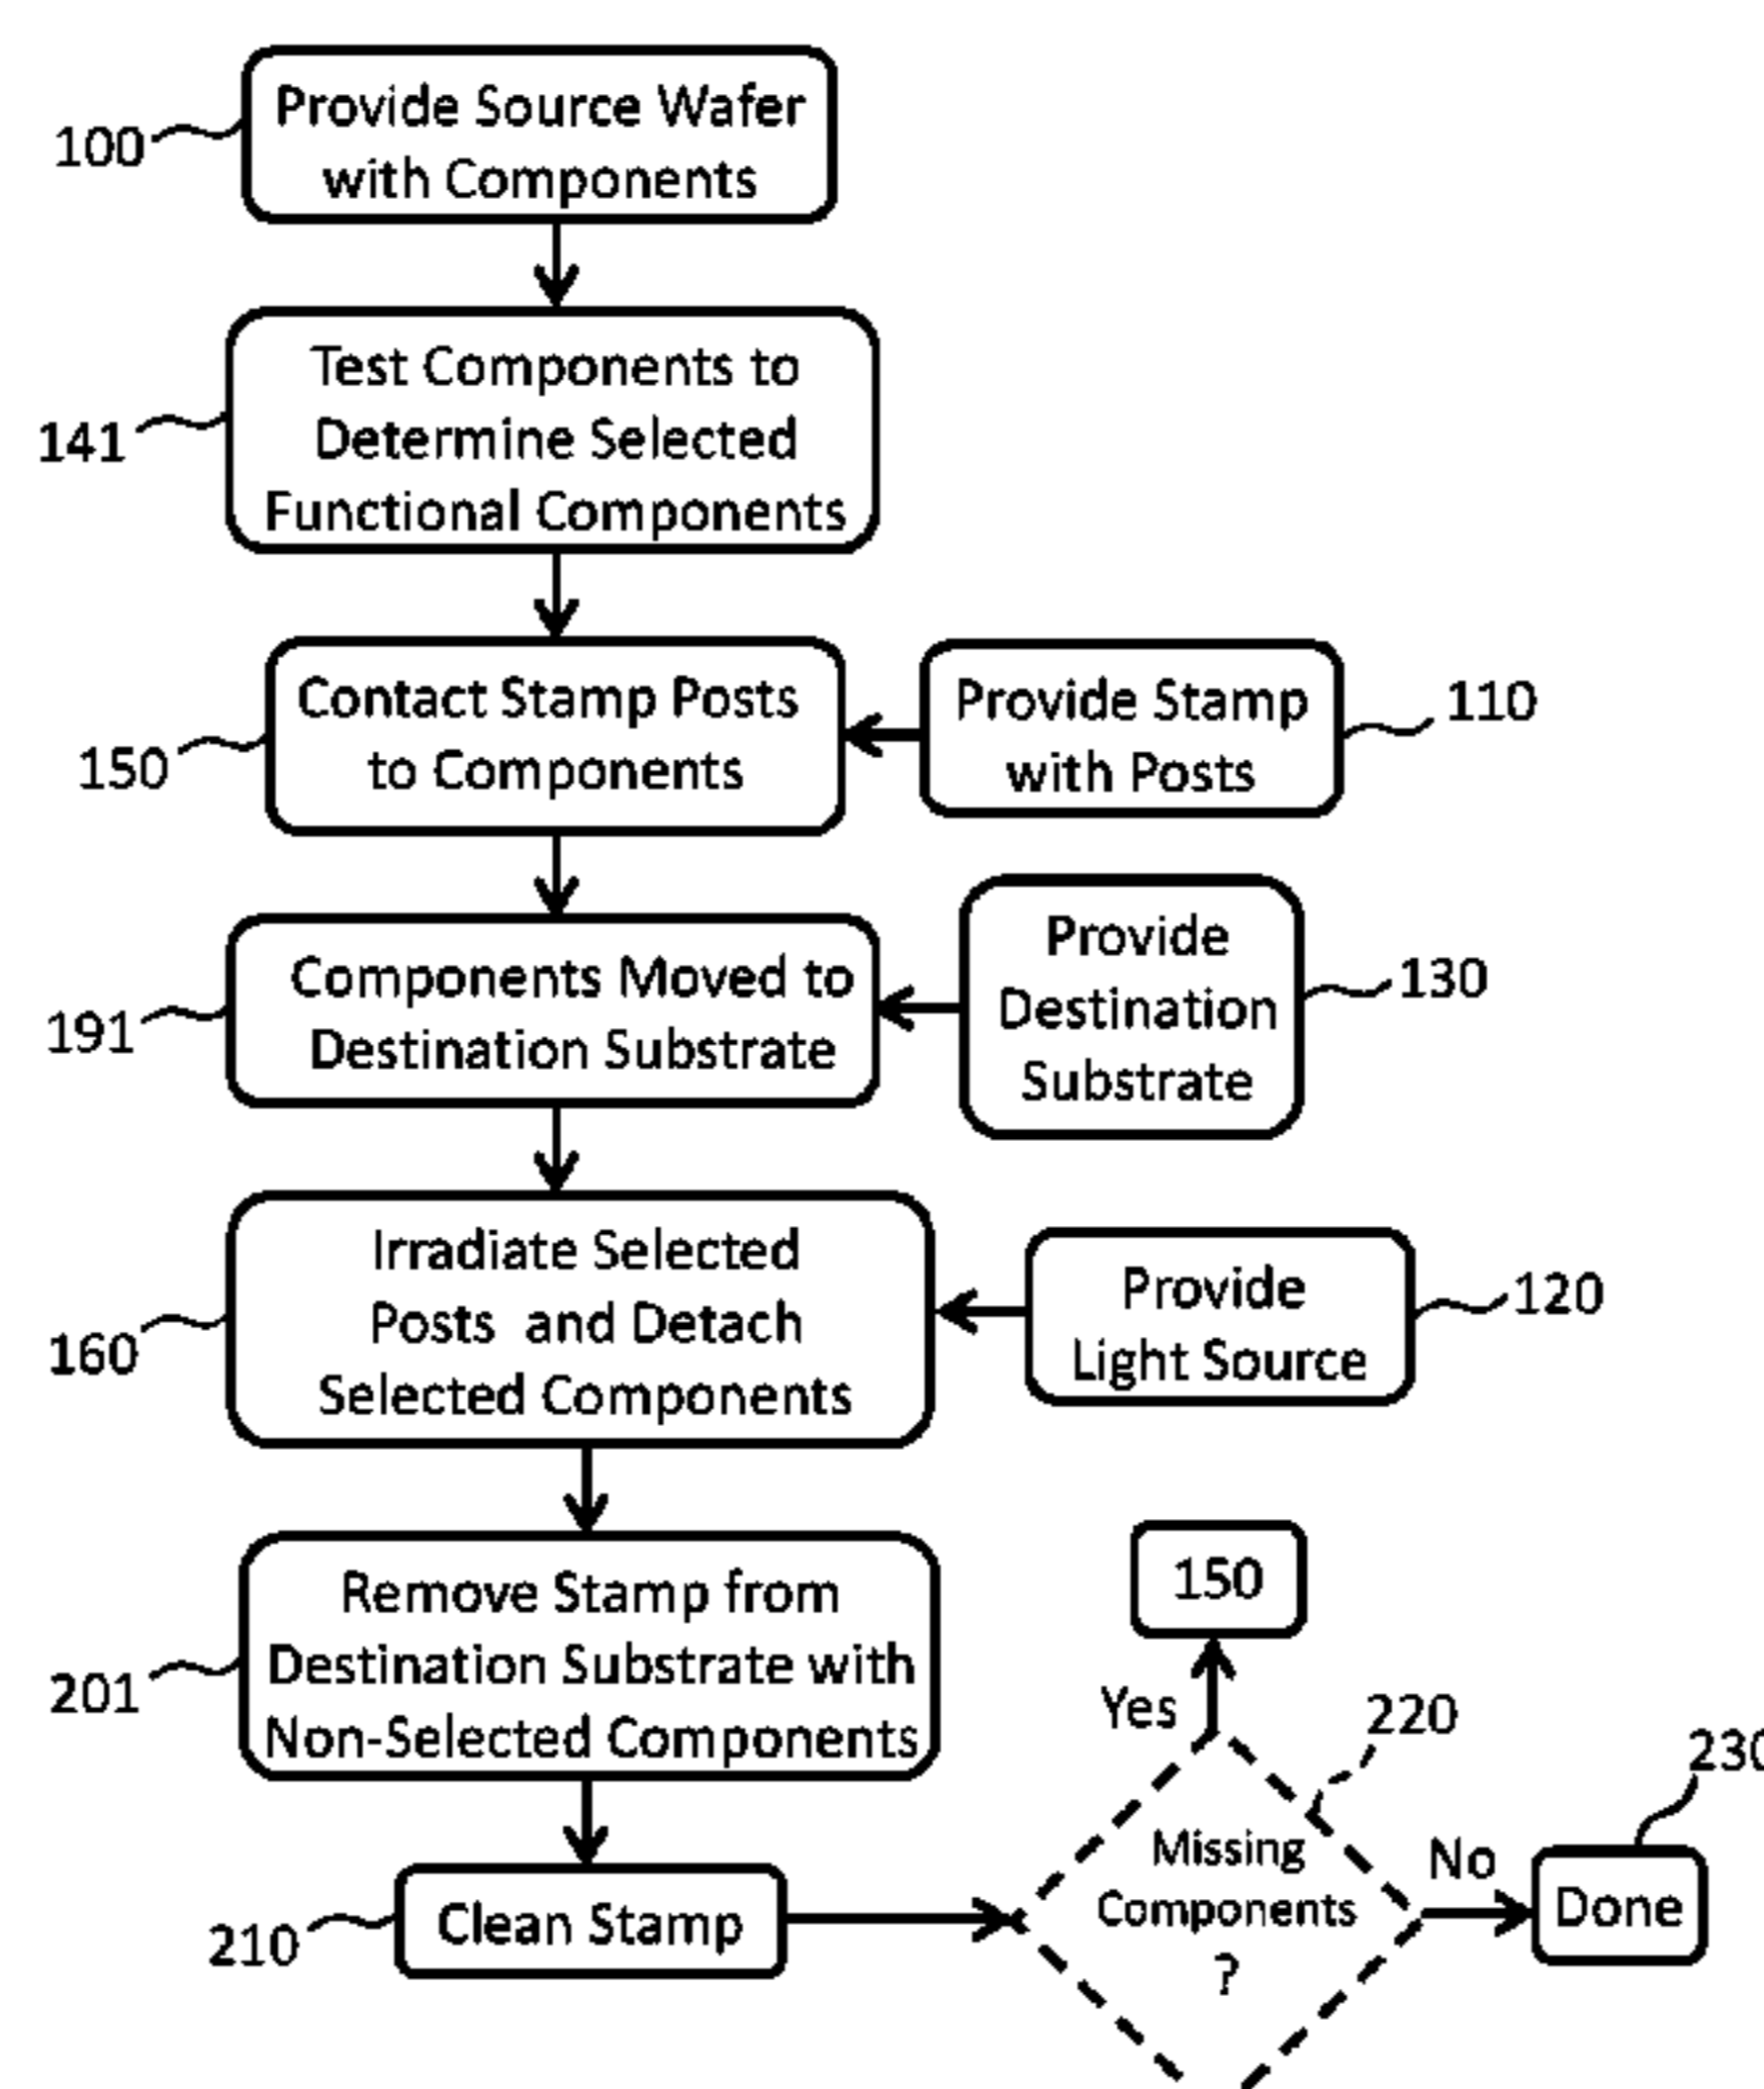 100
Provide Source Wafer
with Components
141
Test Components to
Determine Selected
Functional Components
150
Contact Stamp Posts
to Components
Provide Stamp
with Posts
110
191
Components Moved to
Destination Substrate
Provide
Destination
Substrate
130
160
Irradiate Selected
Posts and Detach
Selected Components
Provide
Light Source
120
201
Remove Stamp from
Destination Substrate with
Non-Selected Components
150
Yes
220
230
210
Clean Stamp
Missing
Components
?
No
Done